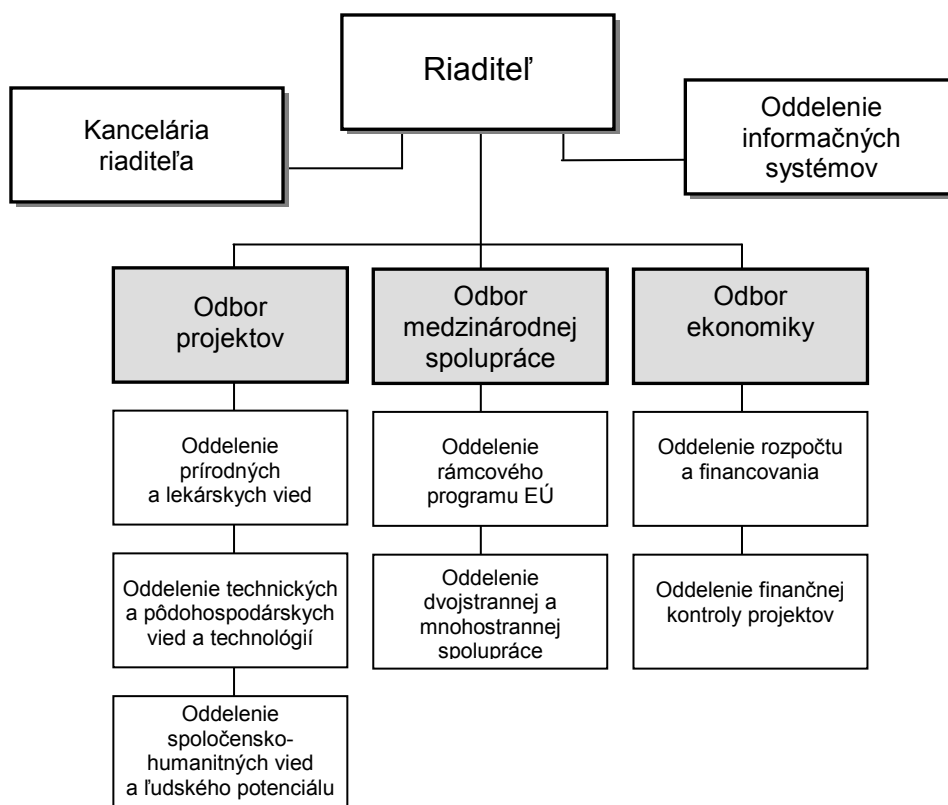 Riaditeľ
Kancelária
riaditeľa
Oddelenie
informačných
systémov
Odbor
projektov
Odbor
medzinárodnej
spolupráce
Odbor
ekonomiky
Oddelenie
prírodných
a lekárskych vied
Oddelenie
rámcového
programu EÚ
Oddelenie rozpočtu
a financovania
Oddelenie technických
a pôdohospodárskych
vied a technológií
Oddelenie
dvojstrannej a
mnohostrannej
spolupráce
Oddelenie finančnej
kontroly projektov
Oddelenie
spoločensko-
humanitných vied
a ľudského potenciálu